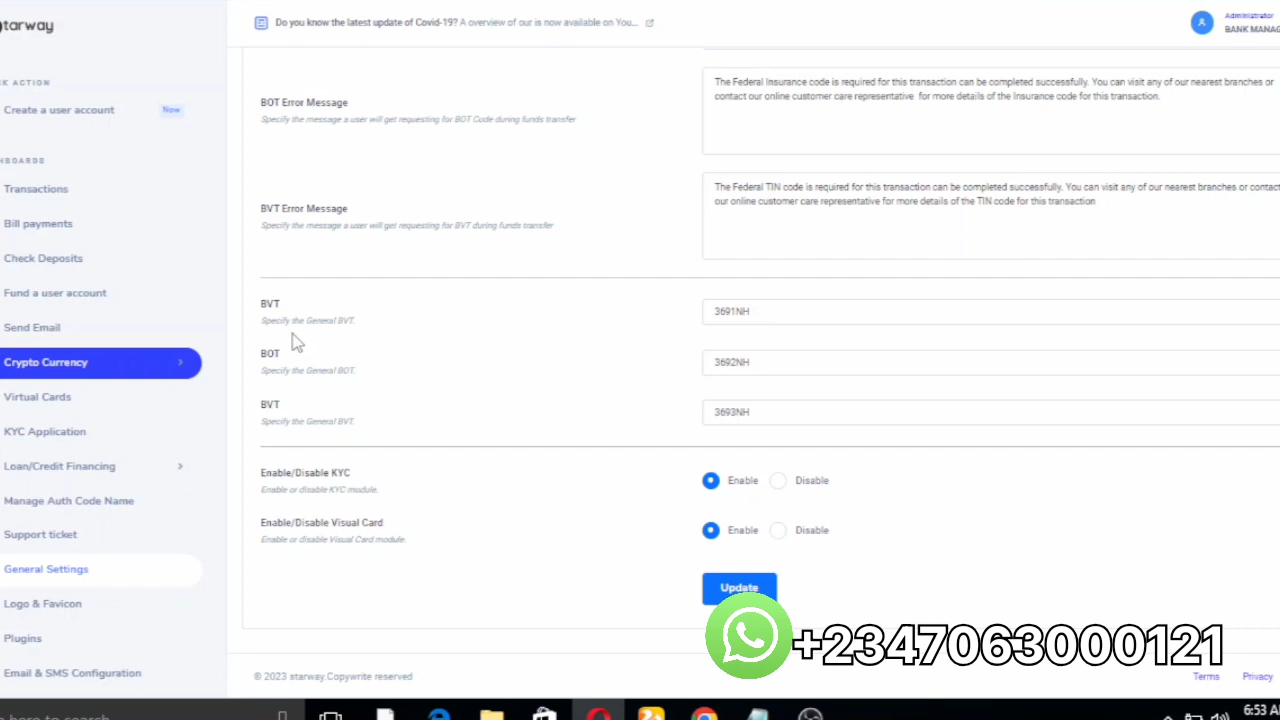 starway
Do you know the latest update of Covid-19? A overview of our is now available on You...
Administrator
BANK MANAG
K ACTION
Create a user account Now
HBOARDS
Transactions
Bill payments
Check Deposits
Fund a user account
Send Email
Crypto Currency
Virtual Cards
KYC Application
Loan/Credit Financing
Manage Auth Code Name
Support ticket
General Settings
Logo & Favicon
Plugins
Email & SMS Configuration
BOT Error Message
Specify the message a user will get requesting for BOT Code during funds transfer
The Federal Insurance code is required for this transaction can be completed successfully. You can visit any of our nearest branches or
contact our online customer care representative for more details of the Insurance code for this transaction.
BVT Error Message
Specify the message a user will get requesting for BVT during funds transfer
The Federal TIN code is required for this transaction can be completed successfully. You can visit any of our nearest branches or contact
our online customer care representative for more details of the TIN code for this transaction
BVT
Specify the General BVT.
3691NH
BOT
Specify the General BOT.
3692NH
BVT
Specify the General BVT.
3693NH
Enable/Disable KYC
Enable or disable KYC module.
Enable Disable
Enable/Disable Visual Card
Enable or disable Visual Card module.
Enable Disable
Update
+2347063000121
© 2023 starway.Copywrite reserved
Terms Privacy
here to search
6:53 A